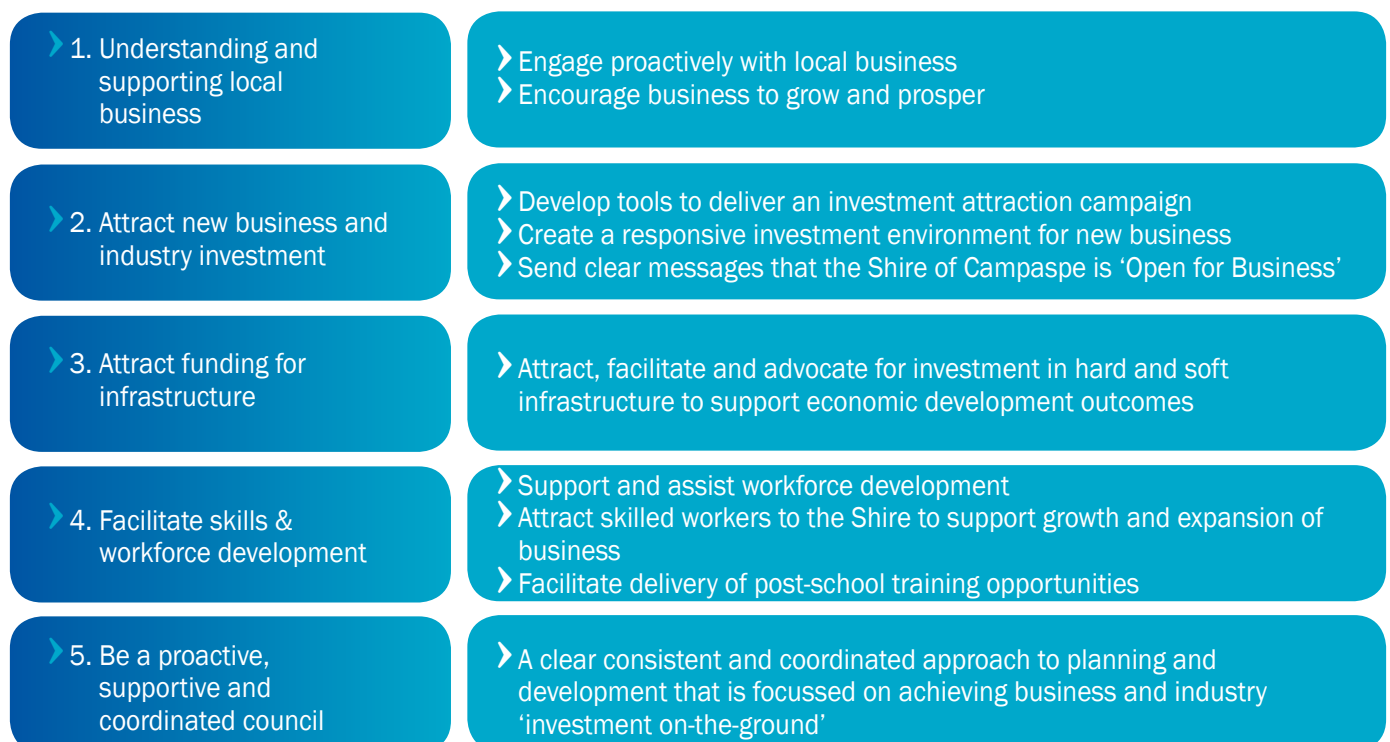 1. Understanding and
supporting local
business
Engage proactively with local business
Encourage business to grow and prosper
2. Attract new business and
industry investment
Develop tools to deliver an investment attraction campaign
Create a responsive investment environment for new business
Send clear messages that the Shire of Campaspe is ‘Open for Business’
3. Attract funding for
infrastructure
Attract, facilitate and advocate for investment in hard and soft
infrastructure to support economic development outcomes
4. Facilitate skills &
workforce development
Support and assist workforce development
Attract skilled workers to the Shire to support growth and expansion of
business
Facilitate delivery of post-school training opportunities
5. Be a proactive,
supportive and
coordinated council
A clear consistent and coordinated approach to planning and
development that is focussed on achieving business and industry
‘investment on-the-ground’